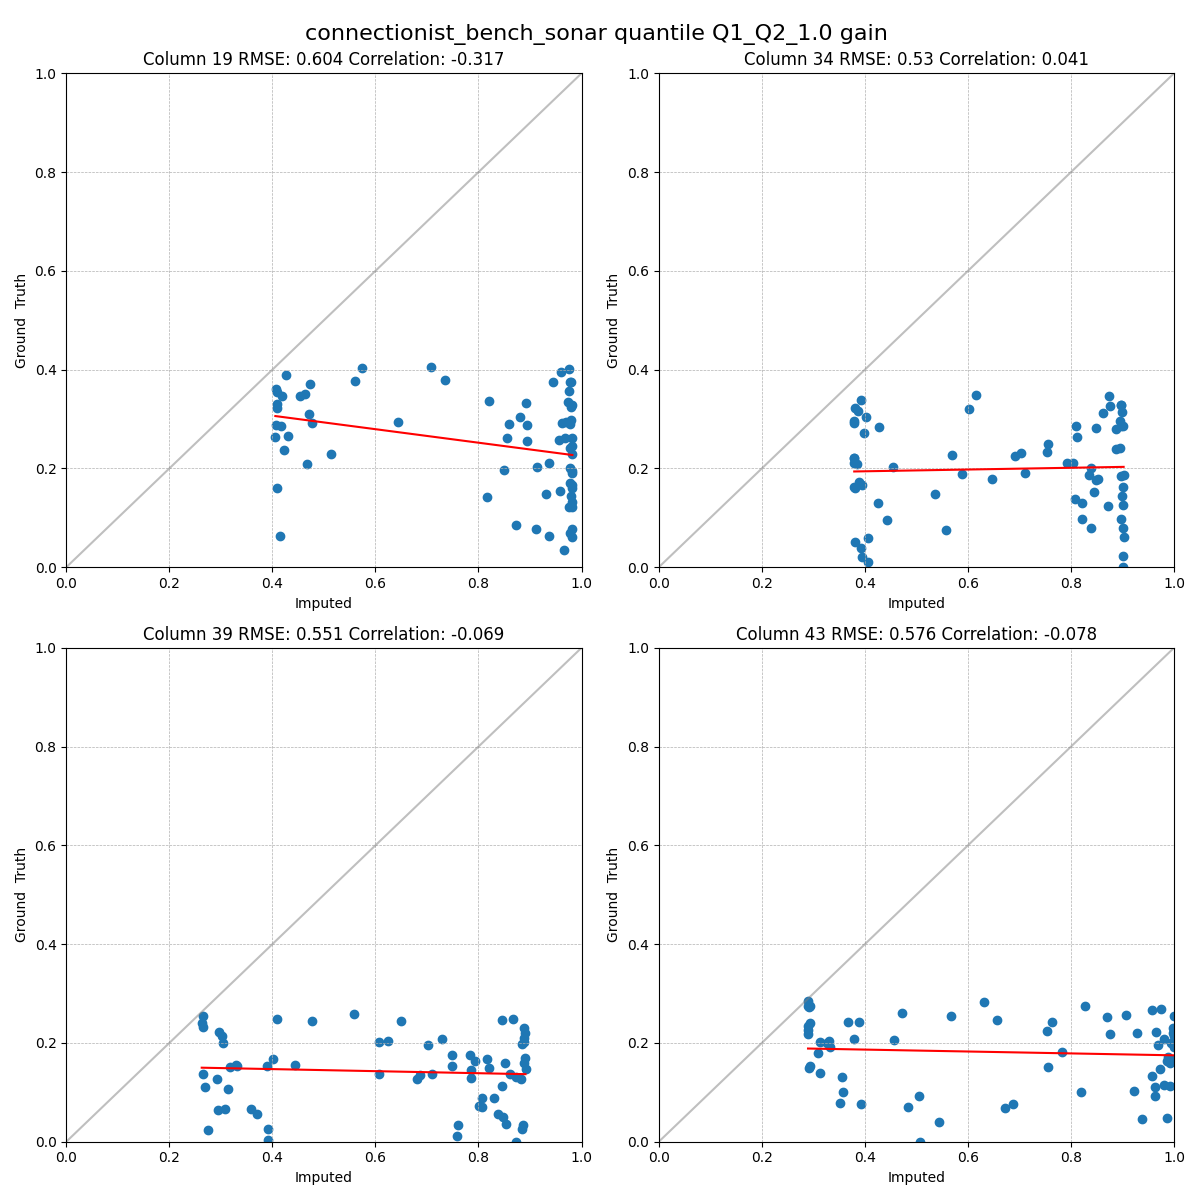 connectionist_bench_sonar quantile Q1_Q2_1.0 gain
Column 19 RMSE: 0.604 Correlation: -0.317
Column 34 RMSE: 0.53 Correlation: 0.041
1.0
0.8
0.6
0.4
0.2
0.0
Ground Truth
0.0 0.2 0.4 0.6 0.8 1.0
Imputed
1.0
0.8
0.6
0.4
0.2
0.0
Ground Truth
0.0 0.2 0.4 0.6 0.8 1.0
Imputed
Column 39 RMSE: 0.551 Correlation: -0.069
Column 43 RMSE: 0.576 Correlation: -0.078
1.0
0.8
0.6
0.4
0.2
0.0
Ground Truth
0.0 0.2 0.4 0.6 0.8 1.0
Imputed
1.0
0.8
0.6
0.4
0.2
0.0
Ground Truth
0.0 0.2 0.4 0.6 0.8 1.0
Imputed